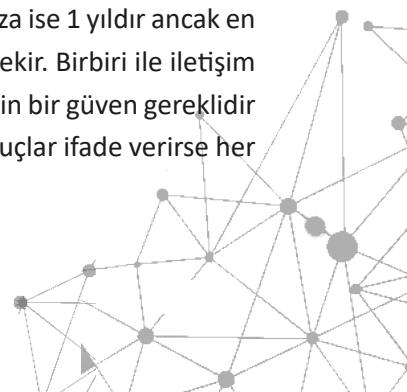 za ise 1 yıldır ancak en
ekir. Birbiri ile iletişim
in bir güven gereklidir
uçlar ifade verirse her